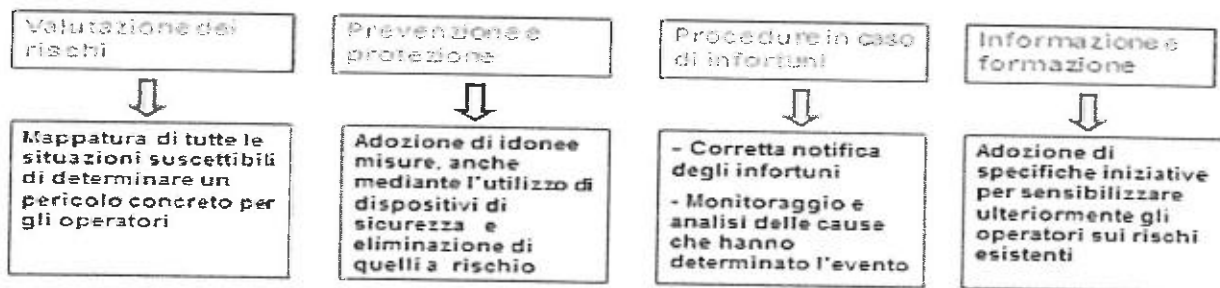 Valutazione dei
rischi
Mappatura di tutte le
situazioni suscettibili
di determinare un
pericolo concreto per
gli operatori
Prevenzione e
protezione
Adozione di idonee
misure, anche
mediante l'utilizzo di
dispositivi di
sicurezza e
eliminazione di
quelli a rischio
Procedure in caso
di infortuni
- Corretta notifica
degli infortuni
- Monitoraggio e
analisi delle cause
che hanno
determinato l'evento
Informazione e
formazione
Adozione di
specifiche iniziative
per sensibilizzare
ulteriormente gli
operatori sui rischi
esistenti